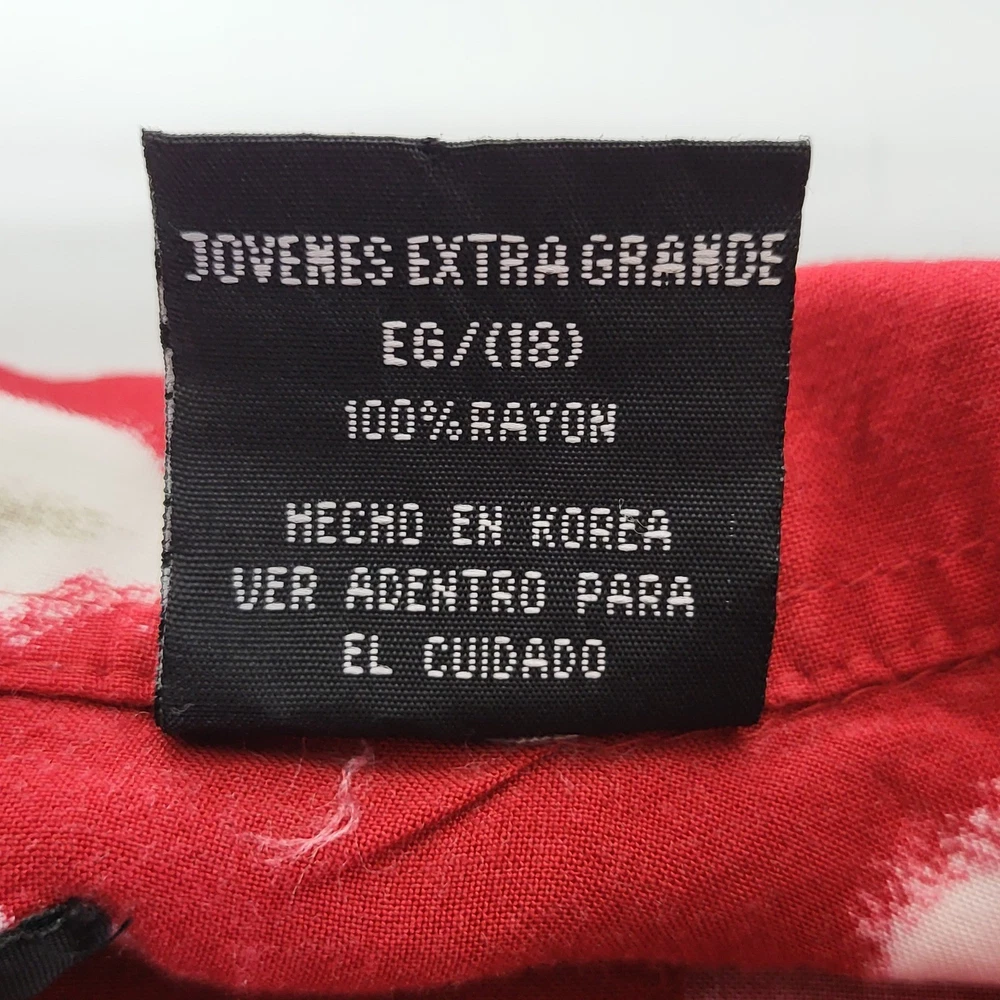 JOVENES EXTRA GRANDE
EG/(18)
100% RAYON
HECHO EN KOREA
VER ADENTRO PARA
EL CUIDADO